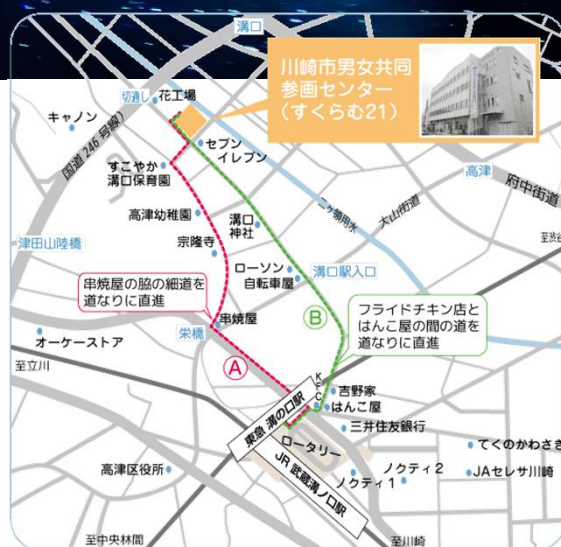 溝口
川崎市男女共同
参画センター
(すくらむ21)
切通し
花工場
キャノン
国道246号線)
セブン
イレブン
すこやか
溝口保育園
高津
府中街道
二ヶ領用水
大山街道
高津幼稚園
溝口
神社
至渋谷
津田山陸橋
宗隆寺
ローソン
自転車屋
溝口駅入口
串焼屋の脇の細道を
道なりに直進
B
フライドチキン店と
はんこ屋の間の道を
道なりに直進
串焼屋
栄橋
オーケーストア
A
至立川
KFC
吉野家
はんこ屋
東急 溝の口駅
三井住友銀行
ロータリー
てくのかわさき
高津区役所
JR 武蔵溝ノ口駅
ノクティ2
ノクティ1
JAセレサ川崎
至中央林間
至川崎